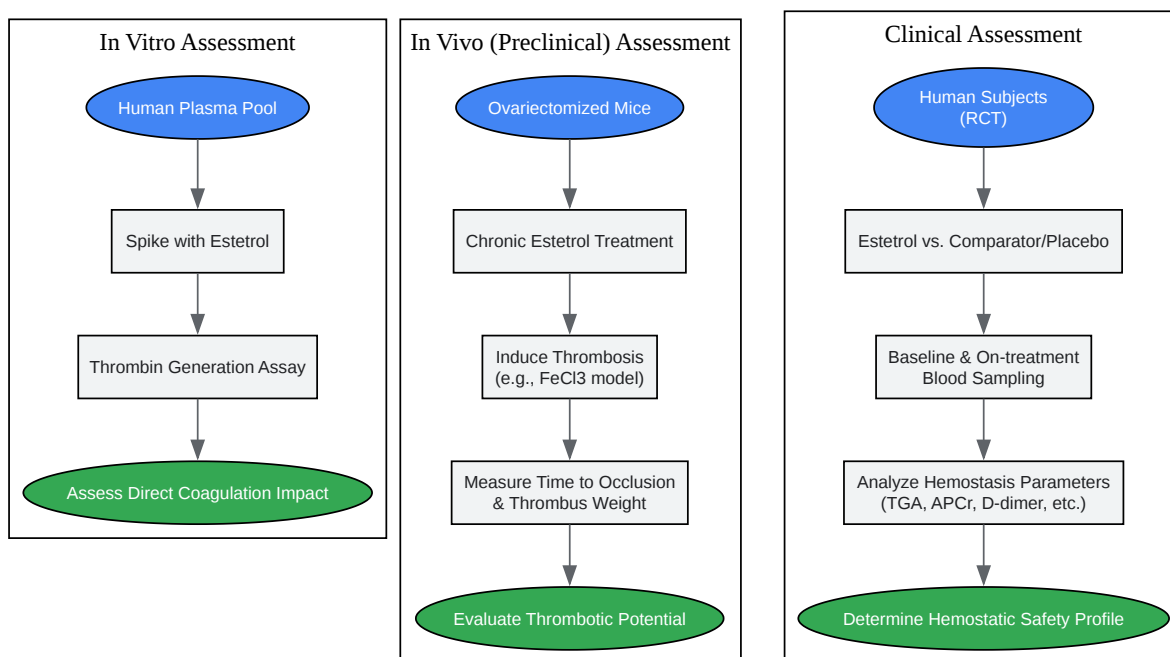 In Vitro Assessment
Human Plasma Pool
Spike with Estetrol
Thrombin Generation Assay
Assess Direct Coagulation Impact
In Vivo (Preclinical) Assessment
Ovariectomized Mice
Chronic Estetrol Treatment
Induce Thrombosis
(e.g., FeCl3 model)
Measure Time to Occlusion
& Thrombus Weight
Evaluate Thrombotic Potential
Clinical Assessment
Human Subjects
(RCT)
Estetrol vs. Comparator/Placebo
Baseline & On-treatment
Blood Sampling
Analyze Hemostasis Parameters
(TGA, APCr, D-dimer, etc.)
Determine Hemostatic Safety Profile